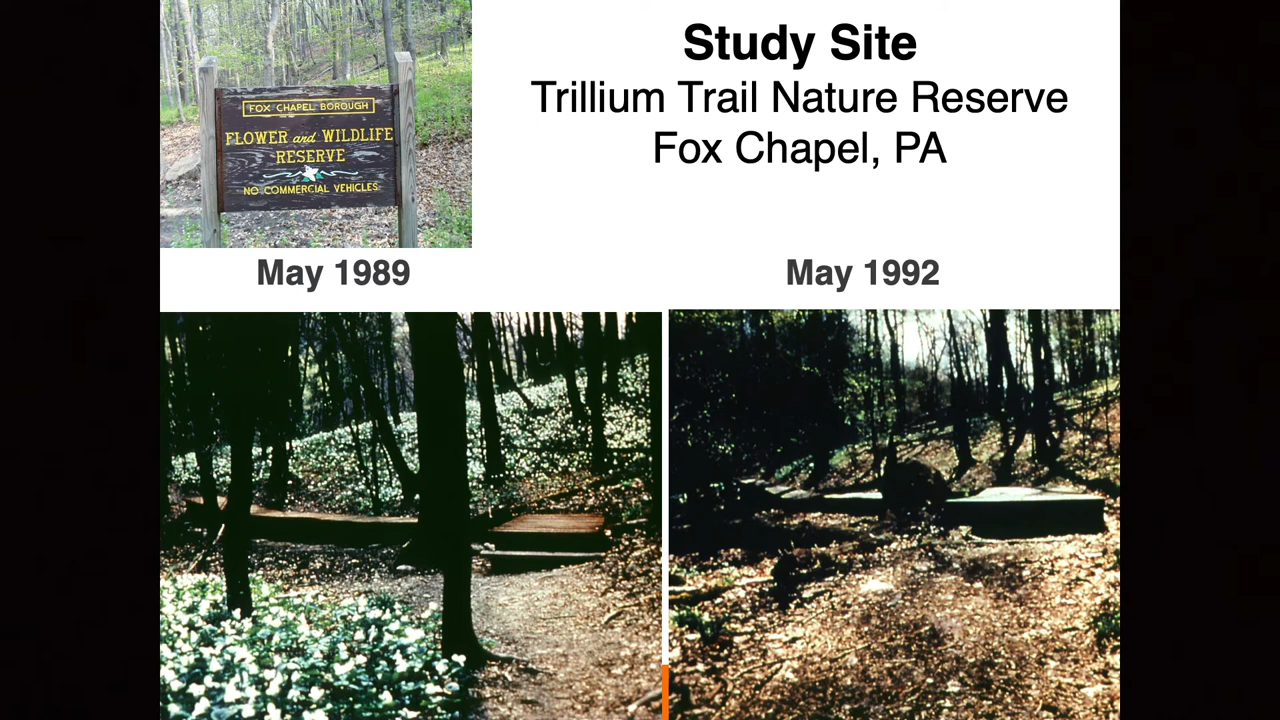 Study Site
Trillium Trail Nature Reserve
Fox Chapel, PA
FOX CHAPEL BOROUGH
FLOWER and WILDLIFE
RESERVE
NO COMMERCIAL VEHICLES
May 1989
May 1992